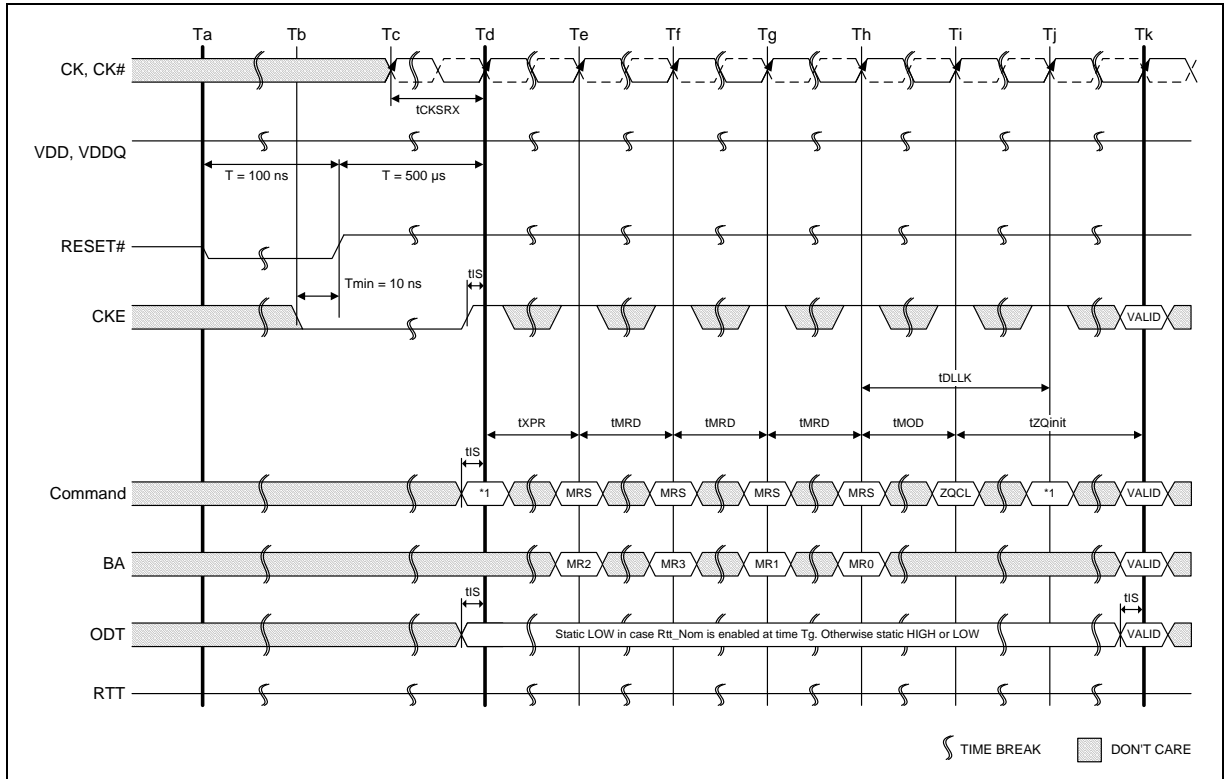 Ta Tb Tc Td Te Tf Tg Th Ti Tj Tk
CK, CK#
tCKSRX
VDD, VDDQ
T = 100 ns T = 500 µs
RESET#
Tmin = 10 ns tIS
CKE VALID
tDLLK
tXPR tMRD tMRD tMRD tMOD tZQinit
tIS
Command *1 MRS MRS MRS MRS ZQCL *1 VALID
BA MR2 MR3 MR1 MR0 VALID
tIS tIS
ODT Static LOW in case Rtt_Nom is enabled at time Tg. Otherwise static HIGH or LOW VALID
RTT
TIME BREAK DON'T CARE